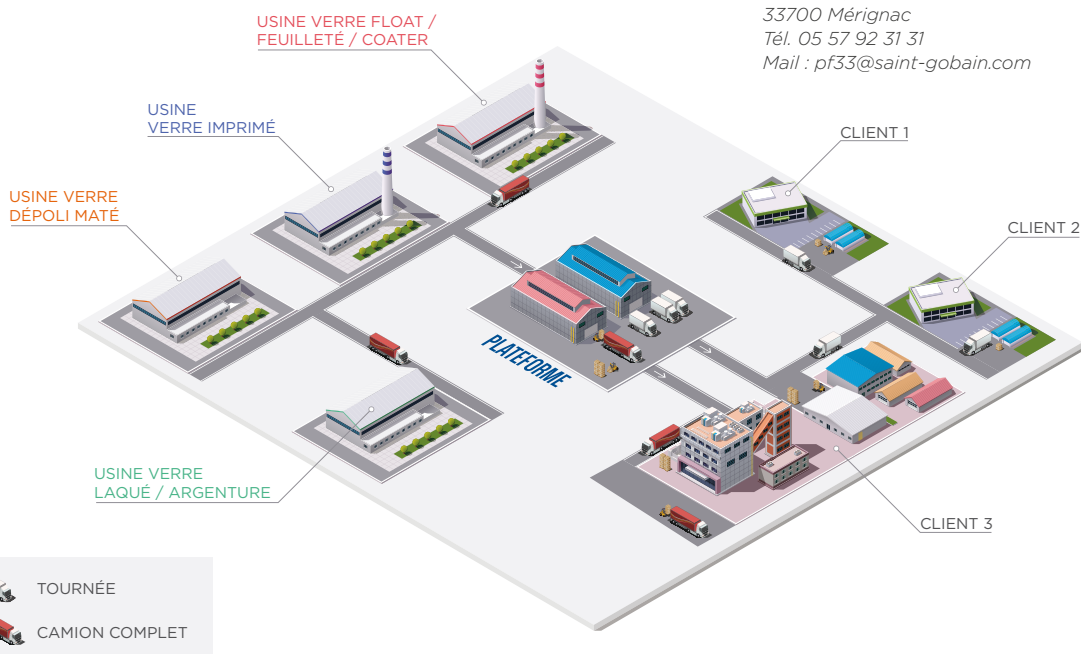 33700 Mérignac
Tél. 05 57 92 31 31
Mail : pf33@saint-gobain.com
USINE VERRE FLOAT /
FEUILLETÉ / COATER
USINE
VERRE IMPRIMÉ
USINE VERRE
DÉPOLI MATÉ
CLIENT 1
CLIENT 2
PLATEFORME
USINE VERRE
LAQUÉ / ARGENTURE
CLIENT 3
TOURNÉE
CAMION COMPLET